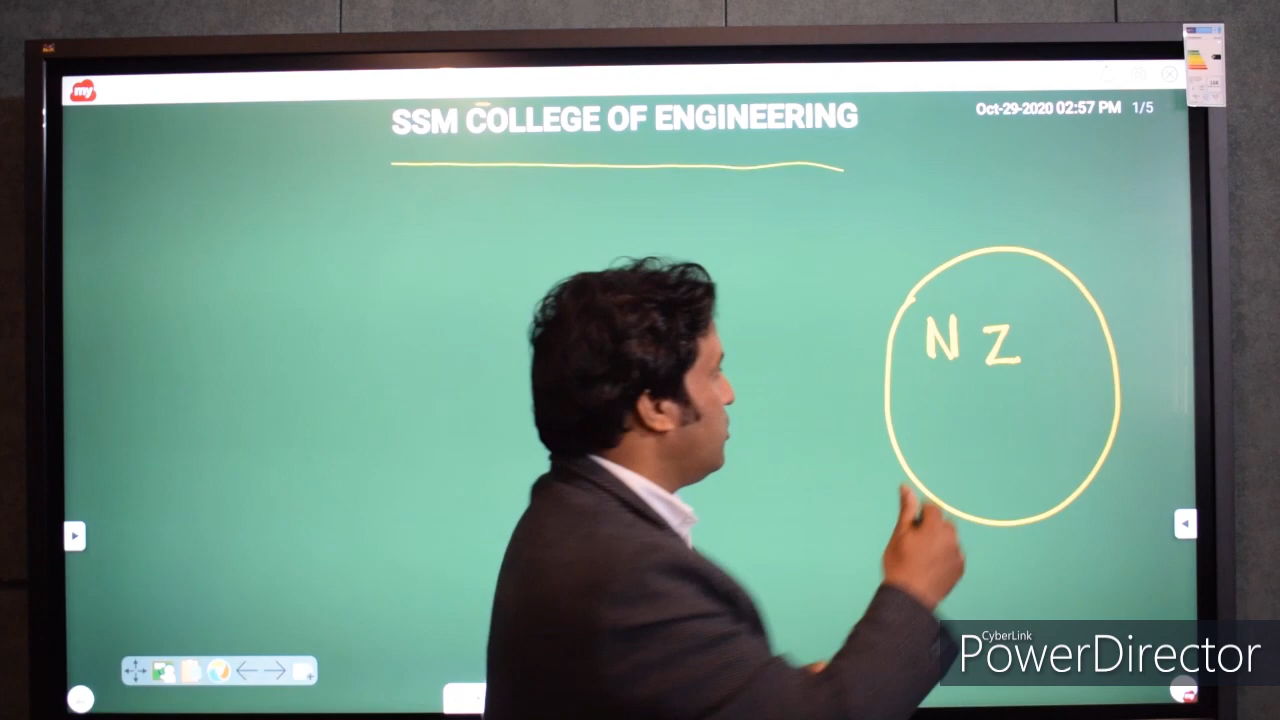 my
SSM COLLEGE OF ENGINEERING
Oct-29-2020 02:57 PM 1/5
N Z
CyberLink
PowerDirector